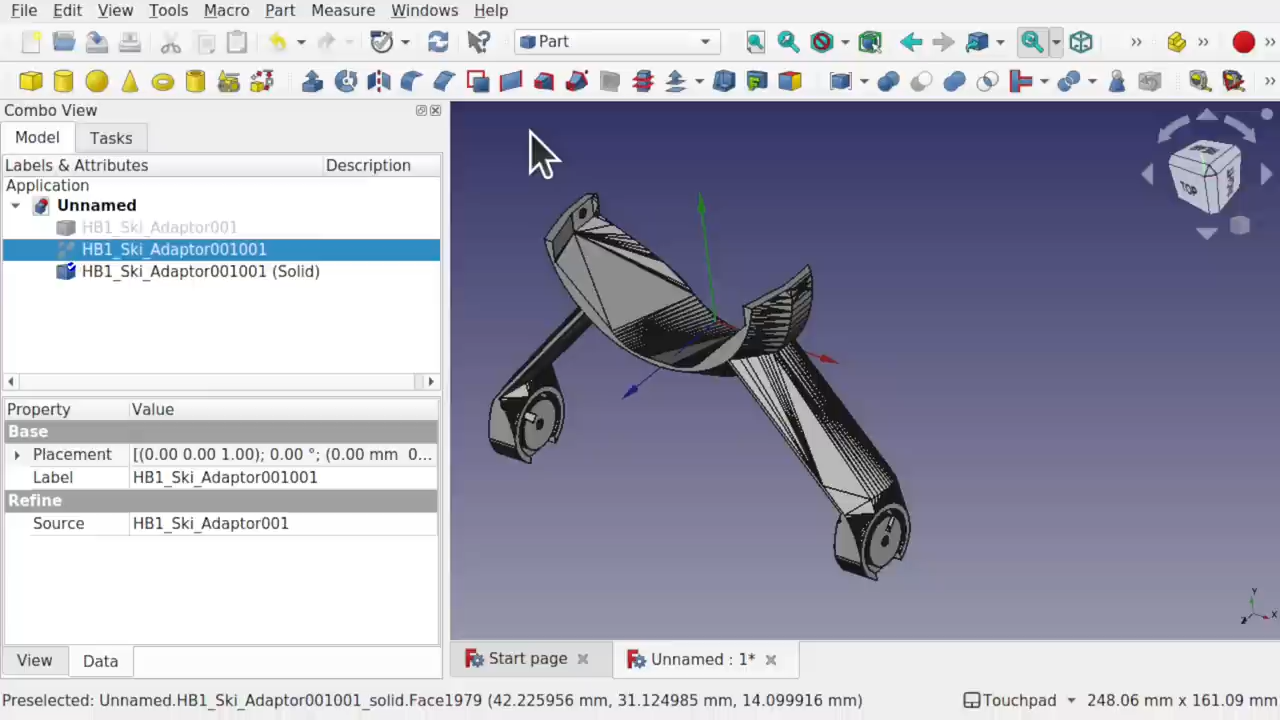 File Edit View Tools Macro Part Measure Windows Help
Part
Combo View
Model Tasks
Labels & Attributes Description
Application
Unnamed
HB1_Ski_Adaptor001
HB1_Ski_Adaptor001001
HB1_Ski_Adaptor001001 (Solid)
Property Value
Base
Placement [(0.00 0.00 1.00); 0.00 °; (0.00 mm 0...
Label HB1_Ski_Adaptor001001
Refine
Source HB1_Ski_Adaptor001
View Data
TOP
Y
X
Z
Start page
Unnamed : 1*
Preselected: Unnamed.HB1_Ski_Adaptor001001_solid.Face1979 (42.225956 mm, 31.124985 mm, 14.099916 mm)
Touchpad 248.06 mm x 161.09 mm